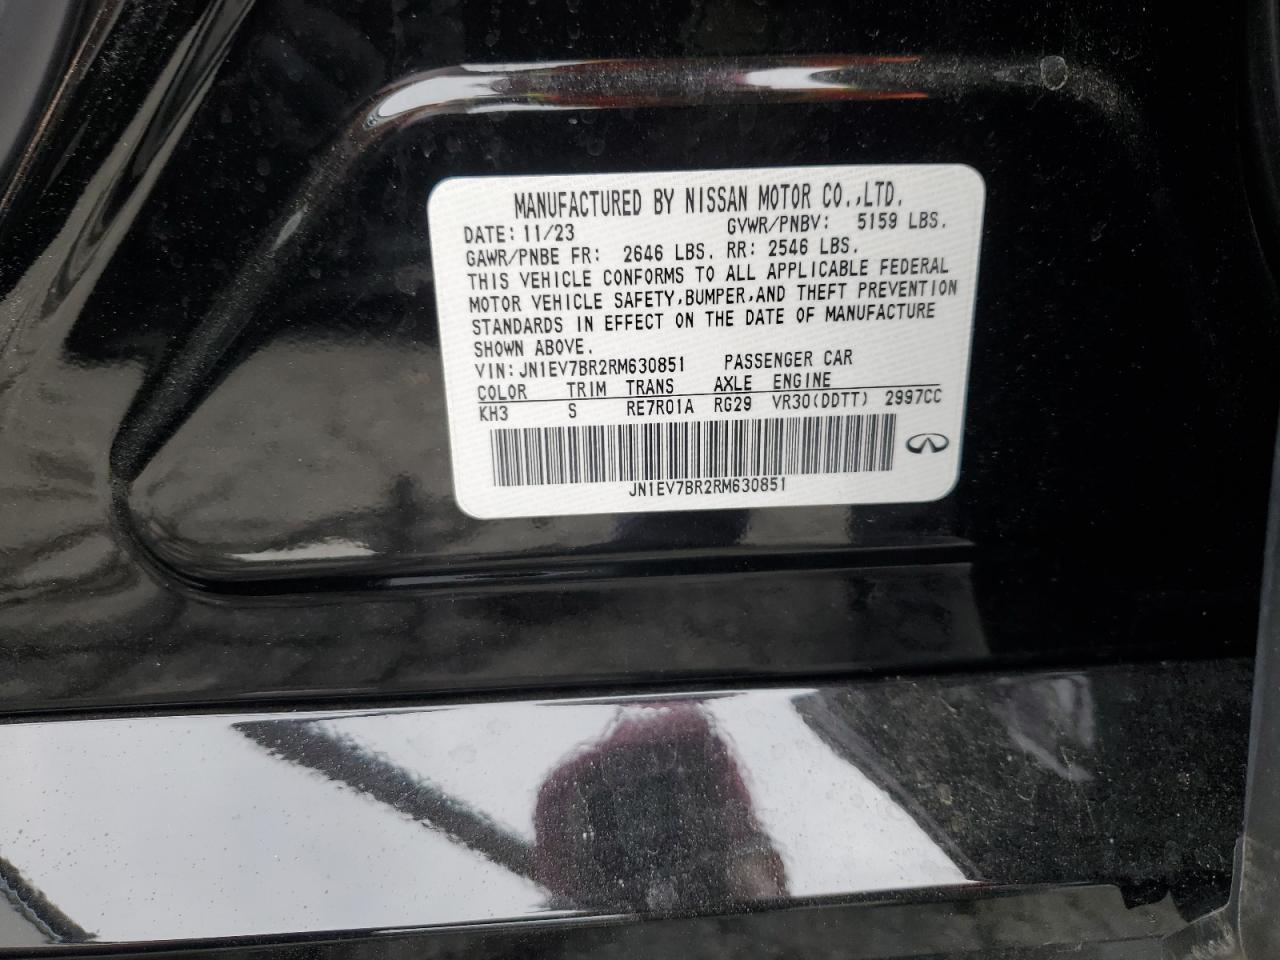 MANUFACTURED BY NISSAN MOTOR CO.,LTD.
DATE: 11/23 GVWR/PNBV: 5159 LBS.
GAWR/PNBE FR: 2646 LBS. RR: 2546 LBS.
THIS VEHICLE CONFORMS TO ALL APPLICABLE FEDERAL
MOTOR VEHICLE SAFETY,BUMPER,AND THEFT PREVENTION
STANDARDS IN EFFECT ON THE DATE OF MANUFACTURE
SHOWN ABOVE.
VIN: JN1EV7BR2RM630851 PASSENGER CAR
COLOR TRIM TRANS AXLE ENGINE
KH3 S RE7R01A RG29 VR30(DDTT) 2997CC
JN1EV7BR2RM630851